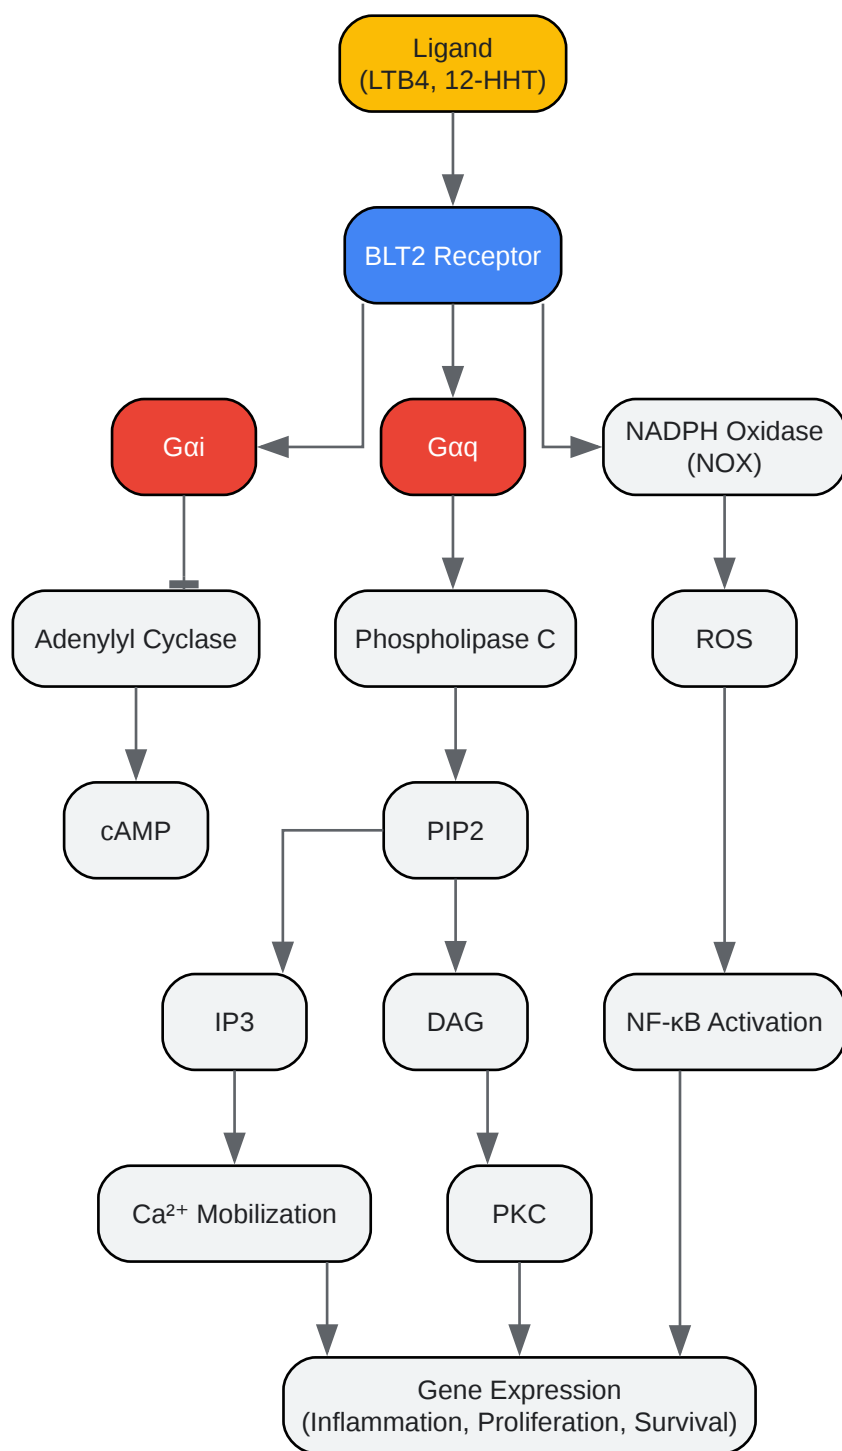 Ligand
(LTB4, 12-HHT)
BLT2 Receptor
Gαi
Gαq
NADPH Oxidase
(NOX)
Adenylyl Cyclase
Phospholipase C
ROS
cAMP
PIP2
IP3
DAG
NF-κB Activation
Ca²⁺ Mobilization
PKC
Gene Expression
(Inflammation, Proliferation, Survival)